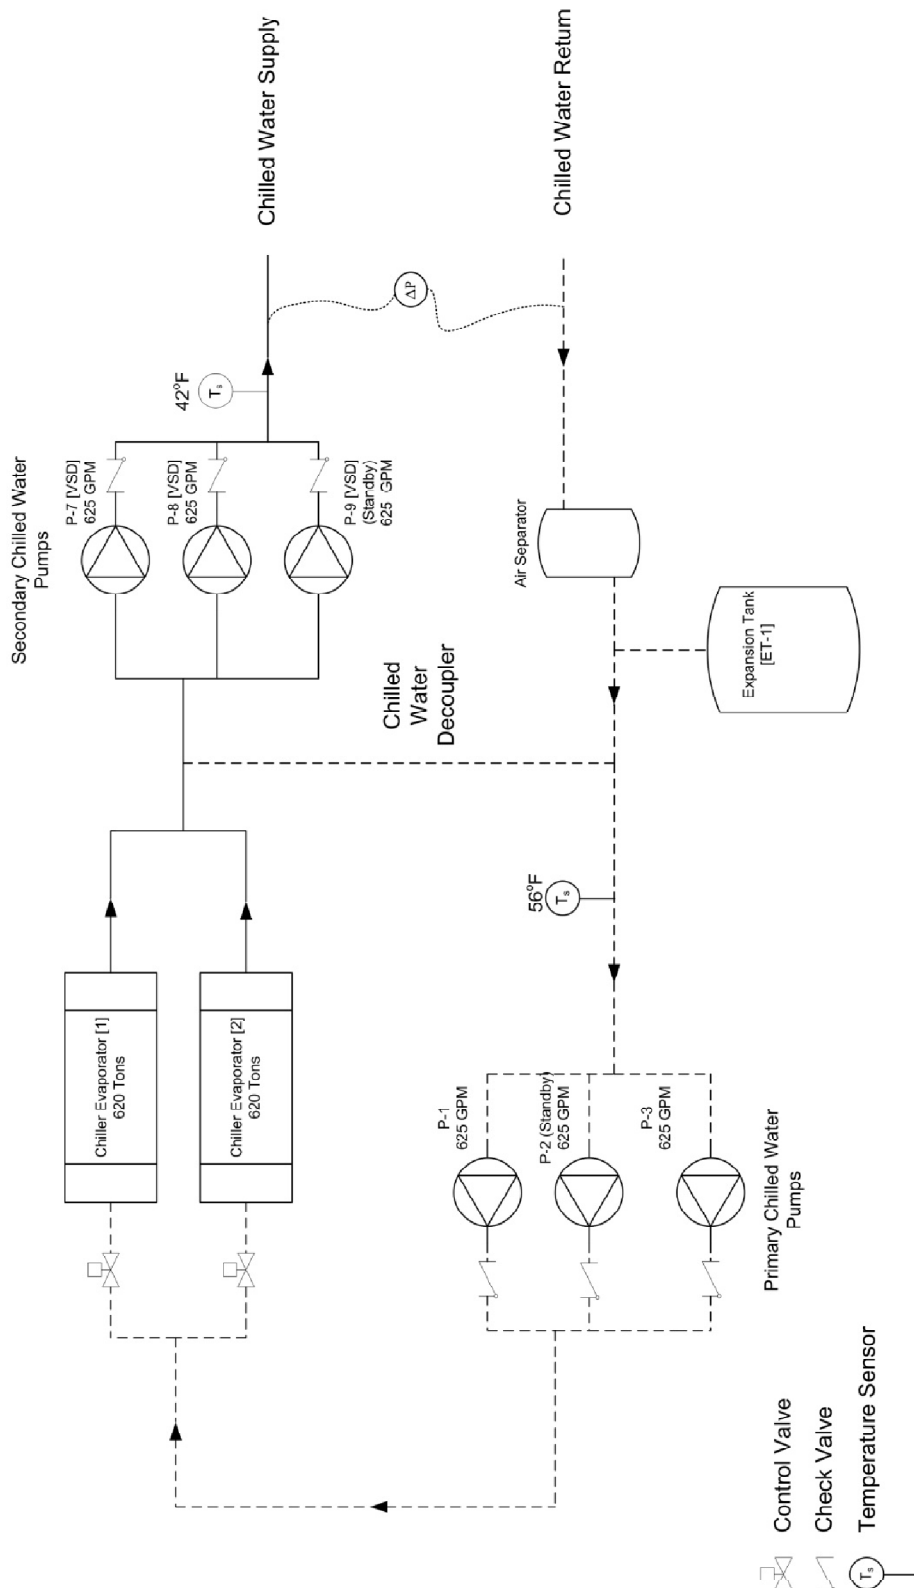 Chilled Water Supply
Chilled Water Return
Secondary Chilled Water
Pumps
P-7 [VSD]
625 GPM
P-8 [VSD]
625 GPM
P-9 [VSD]
(Standby)
625 GPM
42°F
Ts
ΔP
Air Separator
Expansion Tank
[ET-1]
Chilled
Water
Decoupler
56°F
Ts
Chiller Evaporator [1]
620 Tons
Chiller Evaporator [2]
620 Tons
P-1
625 GPM
P-2 (Standby)
625 GPM
P-3
625 GPM
Primary Chilled Water
Pumps
Control Valve
Check Valve
Ts
Temperature Sensor